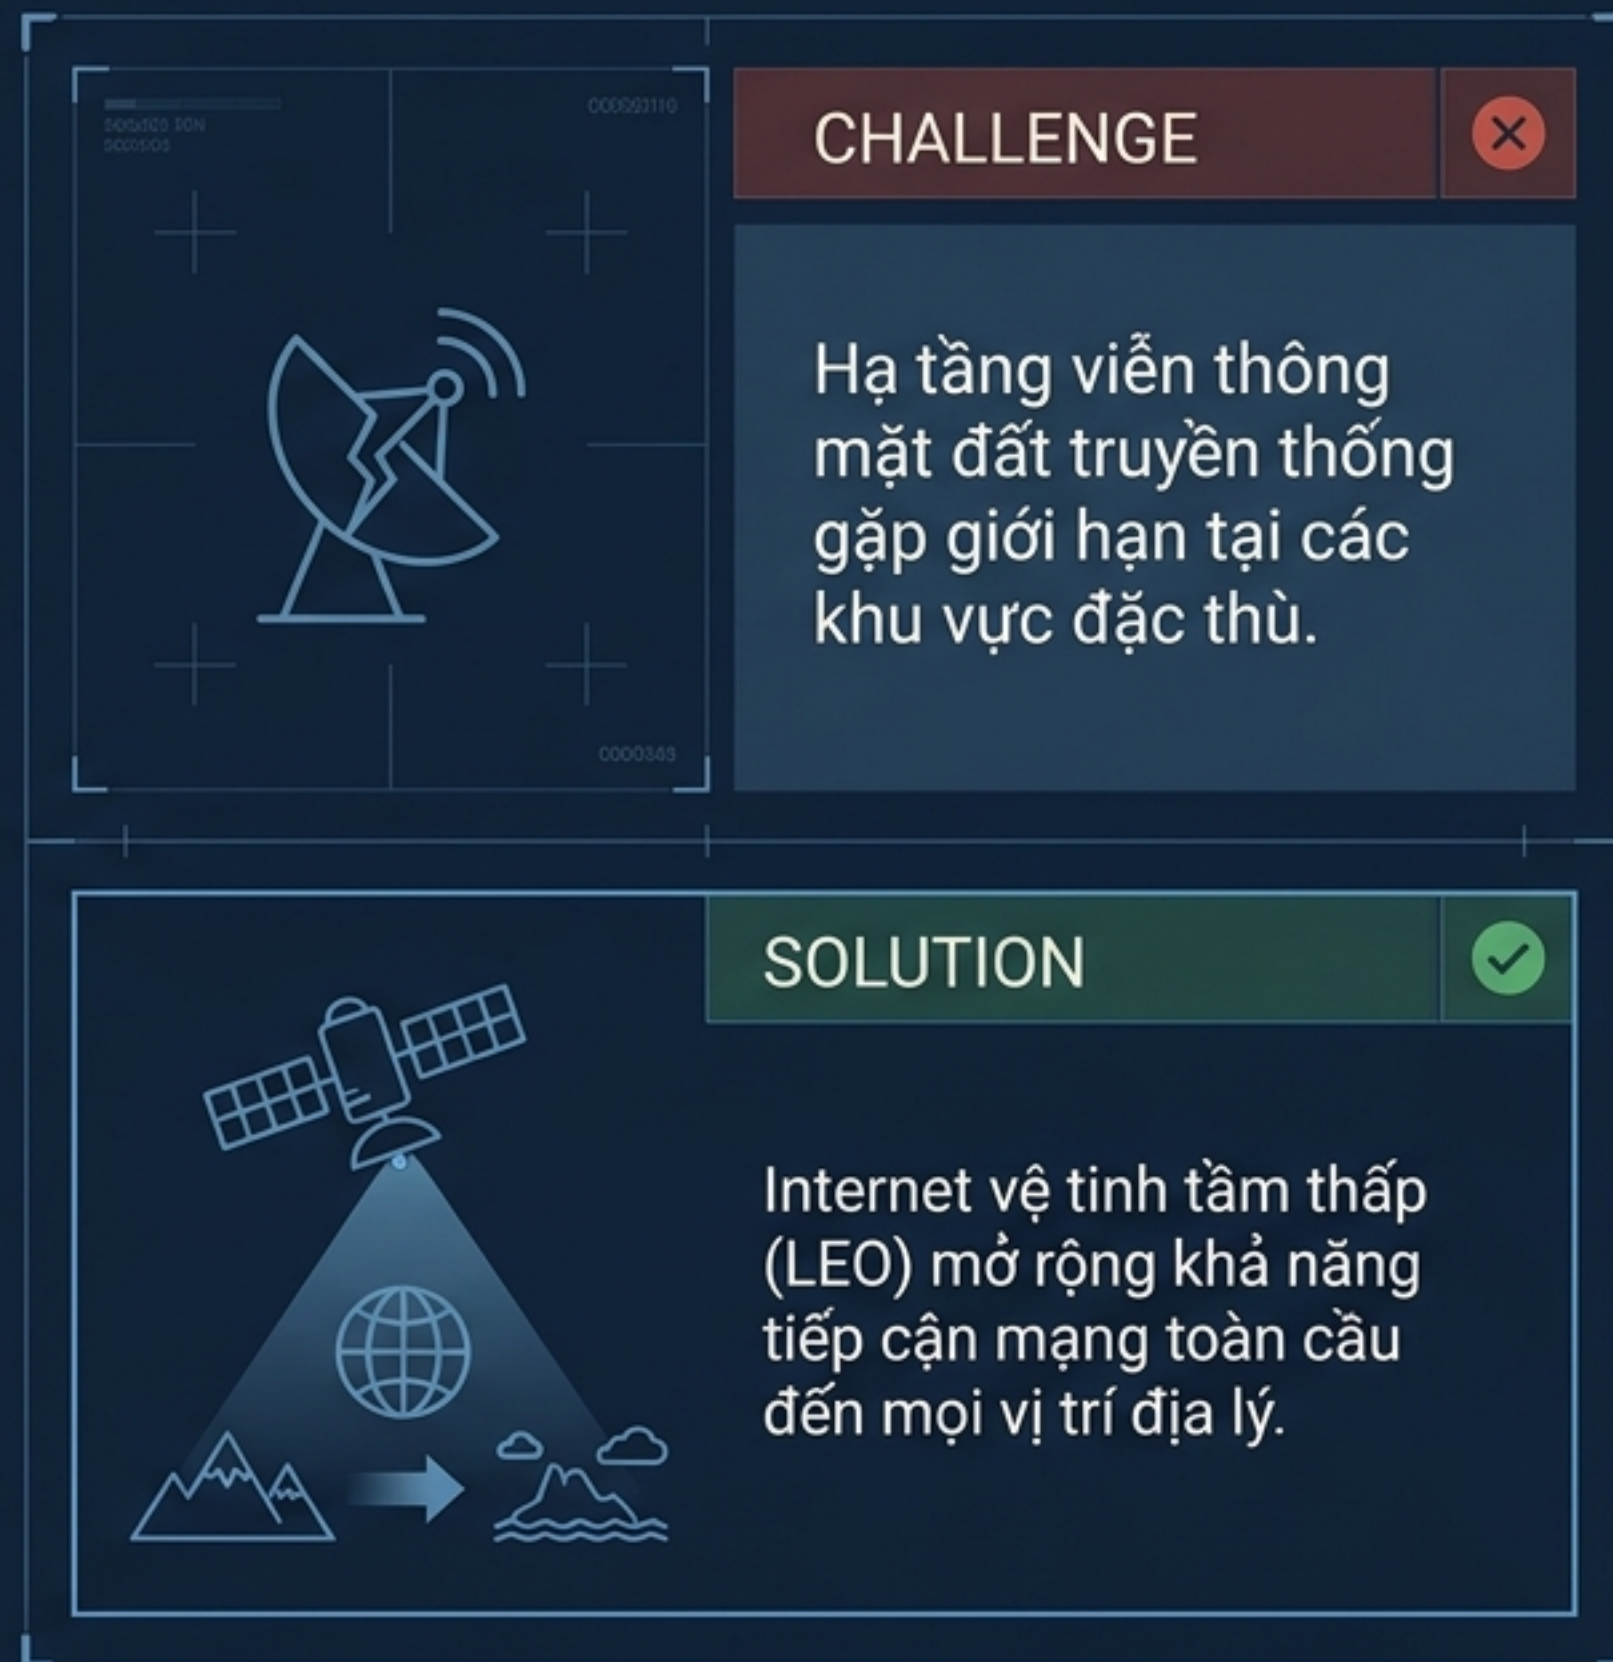 CHALLENGE
Hạ tầng viễn thông
mặt đất truyền thống
gặp giới hạn tại các
khu vực đặc thù.
SOLUTION
Internet vệ tinh tầm thấp
(LEO) mở rộng khả năng
tiếp cận mạng toàn cầu
đến mọi vị trí địa lý.